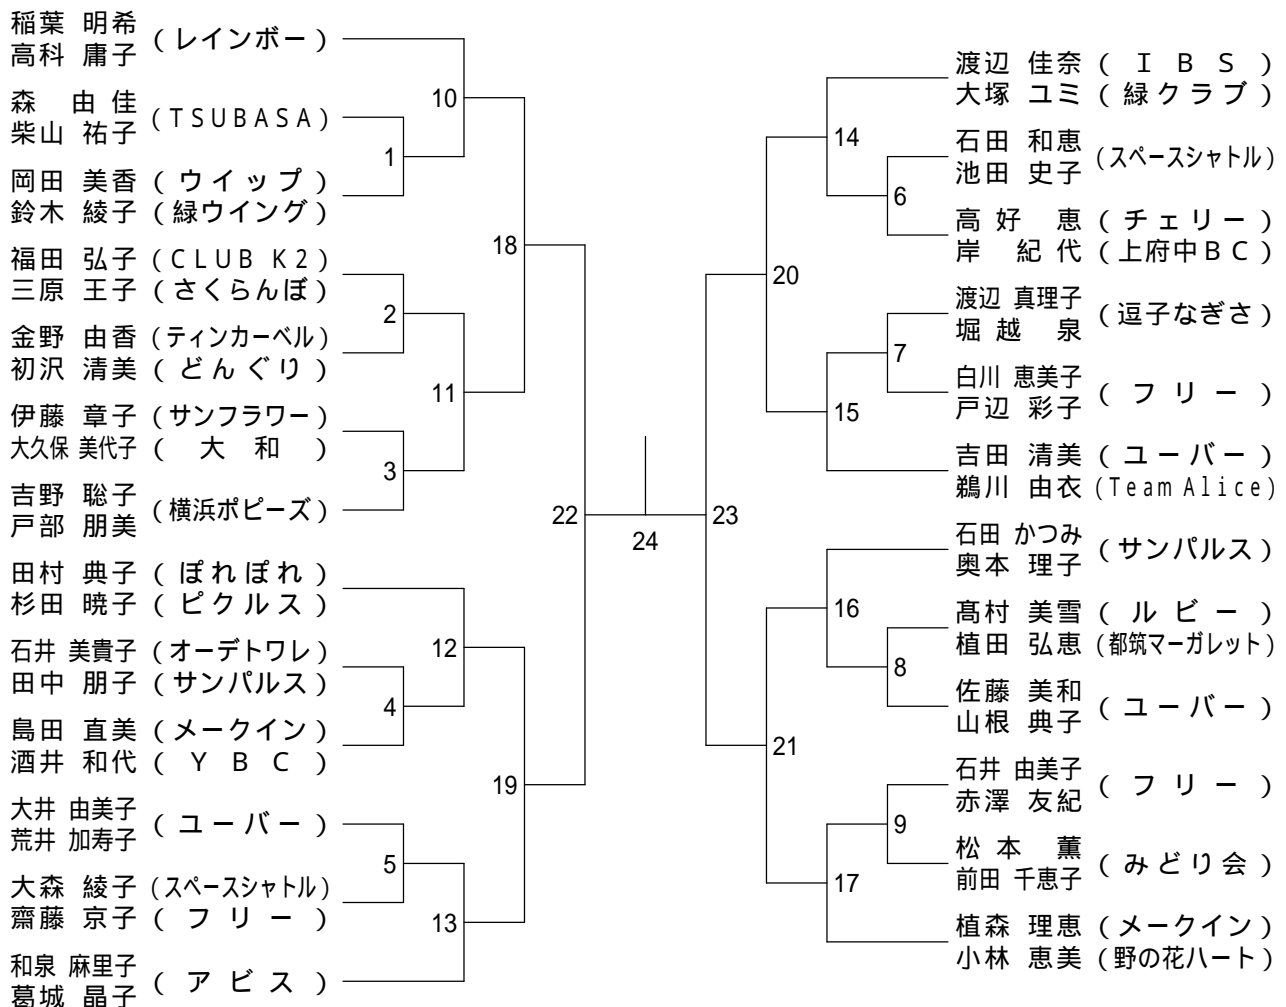 稲葉 明希
高科 庸子 (レインボー)
10
森 由佳
柴山 祐子 (TSUBASA)
1
岡田 美香 (ウイップ)
鈴木 綾子 (緑ウイング)
18
福田 弘子 (CLUB K2)
三原 王子 (さくらんぼ)
2
金野 由香 (ティンカーベル)
初沢 清美 (どんぐり)
11
伊藤 章子 (サンフラワー)
大久保 美代子 (大和)
3
吉野 聡子
戸部 朋美 (横浜ポピーズ)
22
田村 典子 (ぽれぽれ)
杉田 暁子 (ピクルス)
12
石井 美貴子 (オーデトワレ)
田中 朋子 (サンパルス)
4
島田 直美 (メークイン)
酒井 和代 (YBC)
19
大井 由美子
荒井 加寿子 (ユーバー)
5
大森 綾子 (スペースシャトル)
齋藤 京子 (フリー)
13
和泉 麻里子
葛城 晶子 (アビス)
24
渡辺 佳奈 (IBS)
大塚 ユミ (緑クラブ)
14
石田 和恵
池田 史子 (スペースシャトル)
6
高好 恵 (チェリー)
岸 紀代 (上府中BC)
20
渡辺 真理子
堀越 泉 (逗子なぎさ)
7
白川 恵美子
戸辺 彩子 (フリー)
15
吉田 清美 (ユーバー)
鵜川 由衣 (Team Alice)
23
石田 かつみ
奥本 理子 (サンパルス)
16
髙村 美雪 (ルビー)
植田 弘恵 (都筑マーガレット)
8
佐藤 美和
山根 典子 (ユーバー)
21
石井 由美子
赤澤 友紀 (フリー)
9
松本 薫
前田 千恵子 (みどり会)
17
植森 理恵 (メークイン)
小林 恵美 (野の花ハート)